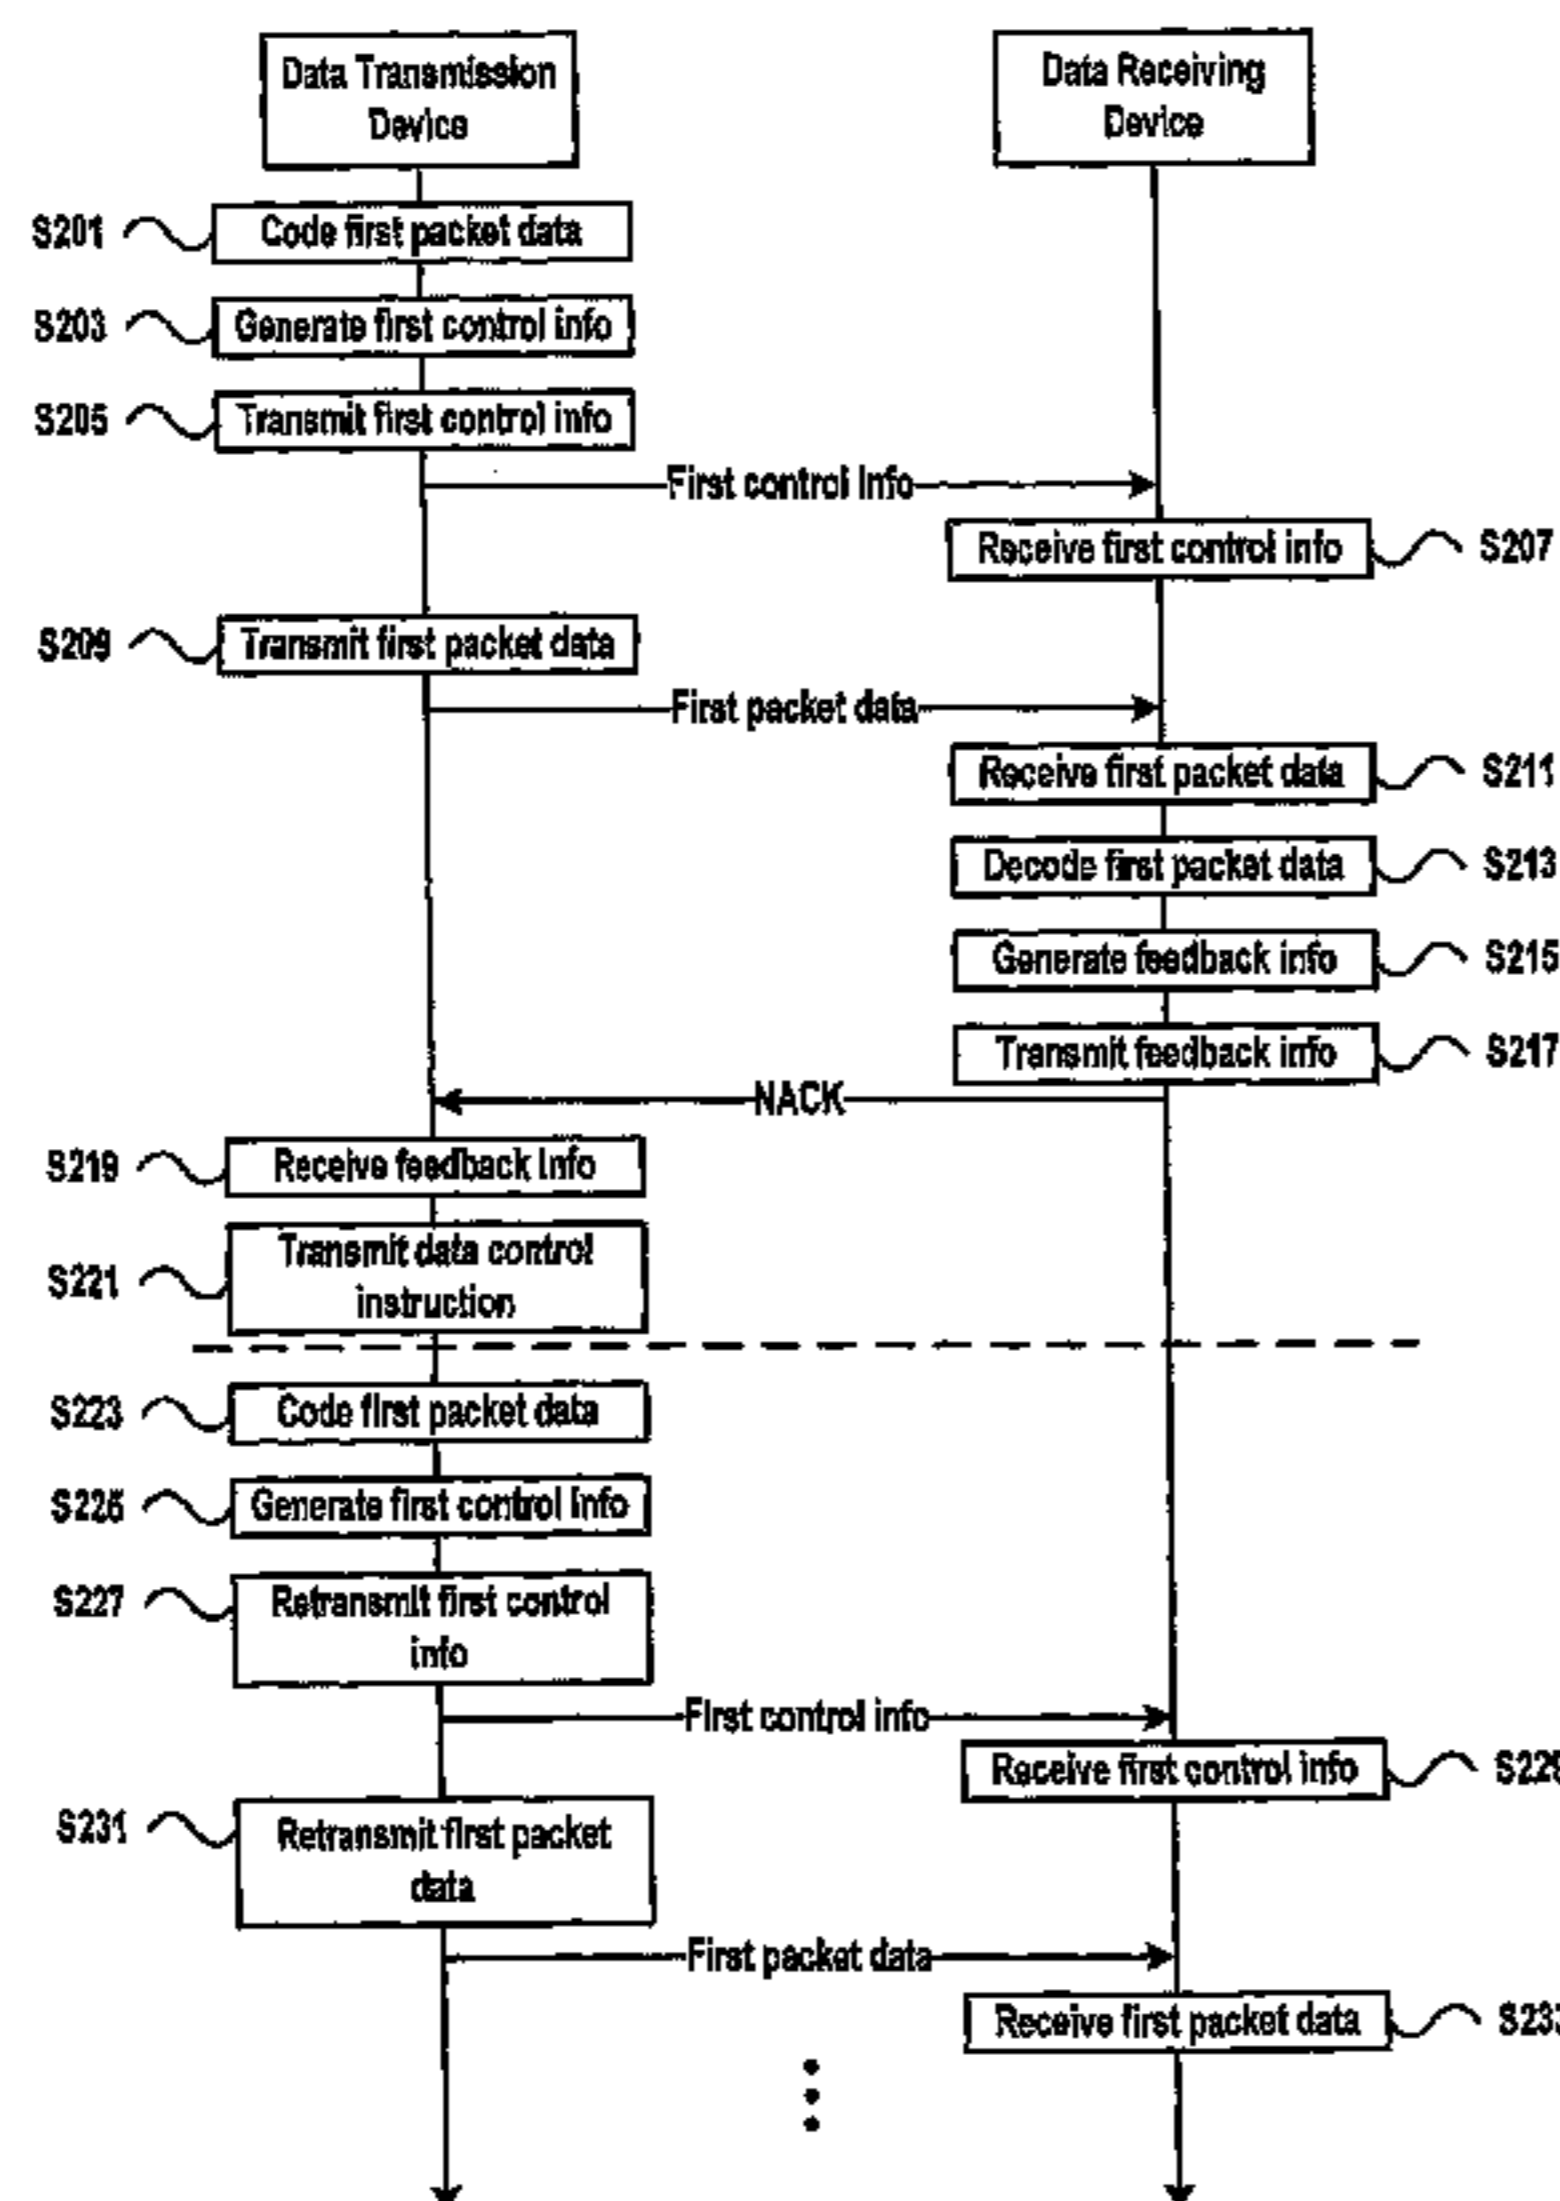 Data Transmission
Device
Data Receiving
Device
S201
Code first packet data
S203
Generate first control info
S205
Transmit first control info
First control info
Receive first control info
S207
S209
Transmit first packet data
First packet data
Receive first packet data
S211
Decode first packet data
S213
Generate feedback info
S215
Transmit feedback info
S217
NACK
S219
Receive feedback info
S221
Transmit data control
instruction
S223
Code first packet data
S225
Generate first control info
S227
Retransmit first control
info
First control info
Receive first control info
S229
S231
Retransmit first packet
data
First packet data
Receive first packet data